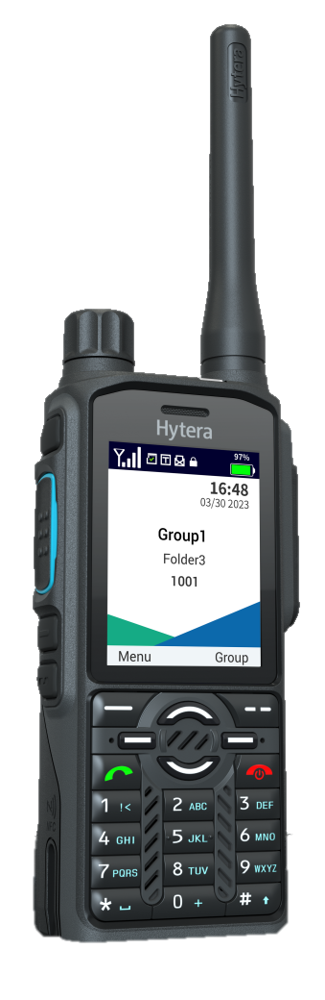 Hytera
Hytera
97%
16:48
03/30 2023
Group1
Folder3
1001
Menu
Group
1 !<
2 ABC
3 DEF
4 GHI
5 JKL
6 MNO
7 PQRS
8 TUV
9 WXYZ
*
0 +
#
NFC